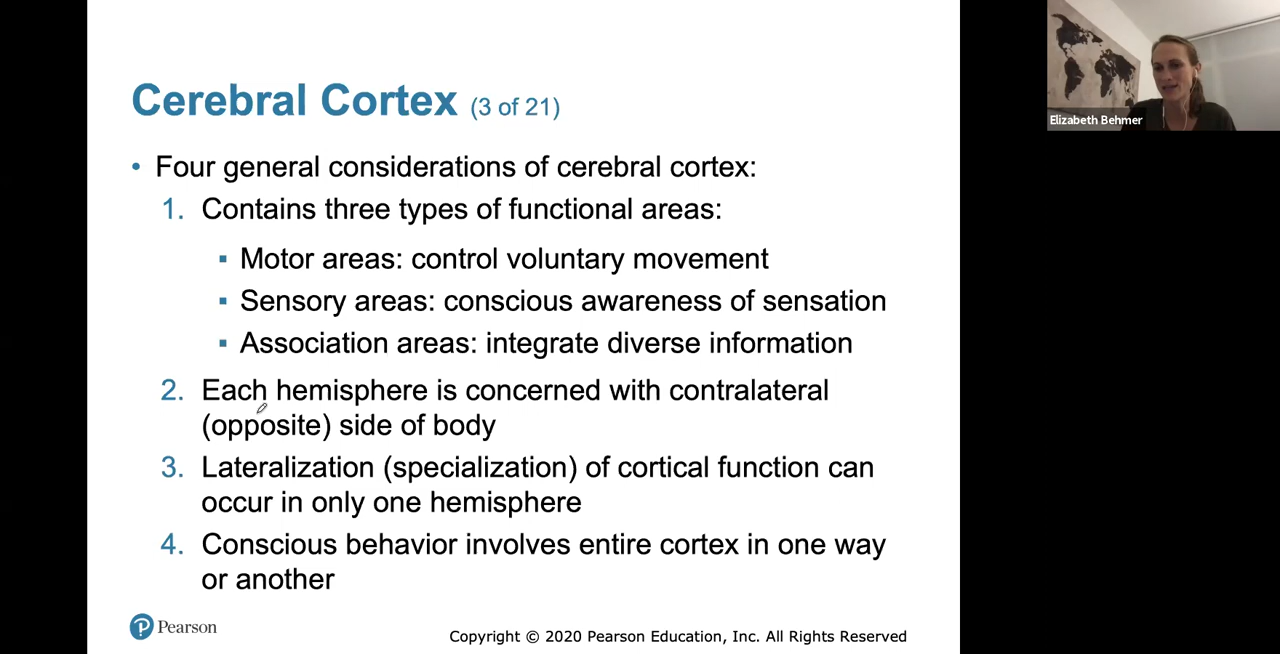 Cerebral Cortex (3 of 21)
Elizabeth Behmer
• Four general considerations of cerebral cortex:
1. Contains three types of functional areas:
▪ Motor areas: control voluntary movement
▪ Sensory areas: conscious awareness of sensation
▪ Association areas: integrate diverse information
2. Each hemisphere is concerned with contralateral
(opposite) side of body
3. Lateralization (specialization) of cortical function can
occur in only one hemisphere
4. Conscious behavior involves entire cortex in one way
or another
P Pearson
Copyright © 2020 Pearson Education, Inc. All Rights Reserved